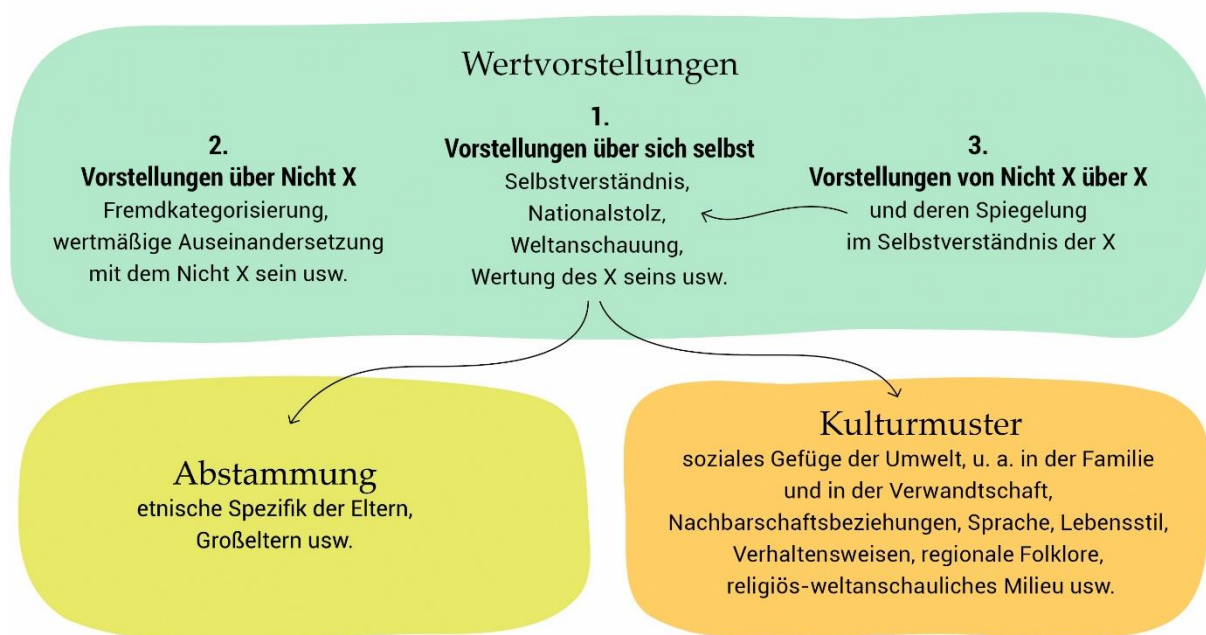 Wertvorstellungen
1.
Vorstellungen über sich selbst
Selbstverständnis,
Nationalstolz,
Weltanschauung,
Wertung des X seins usw.
2.
Vorstellungen über Nicht X
Fremdkategorisierung,
wertmäßige Auseinandersetzung
mit dem Nicht X sein usw.
3.
Vorstellungen von Nicht X über X
und deren Spiegelung
im Selbstverständnis der X
Abstammung
etnische Spezifik der Eltern,
Großeltern usw.
Kulturmuster
soziales Gefüge der Umwelt, u. a. in der Familie
und in der Verwandtschaft,
Nachbarschaftsbeziehungen, Sprache, Lebensstil,
Verhaltensweisen, regionale Folklore,
religiös-weltanschauliches Milieu usw.